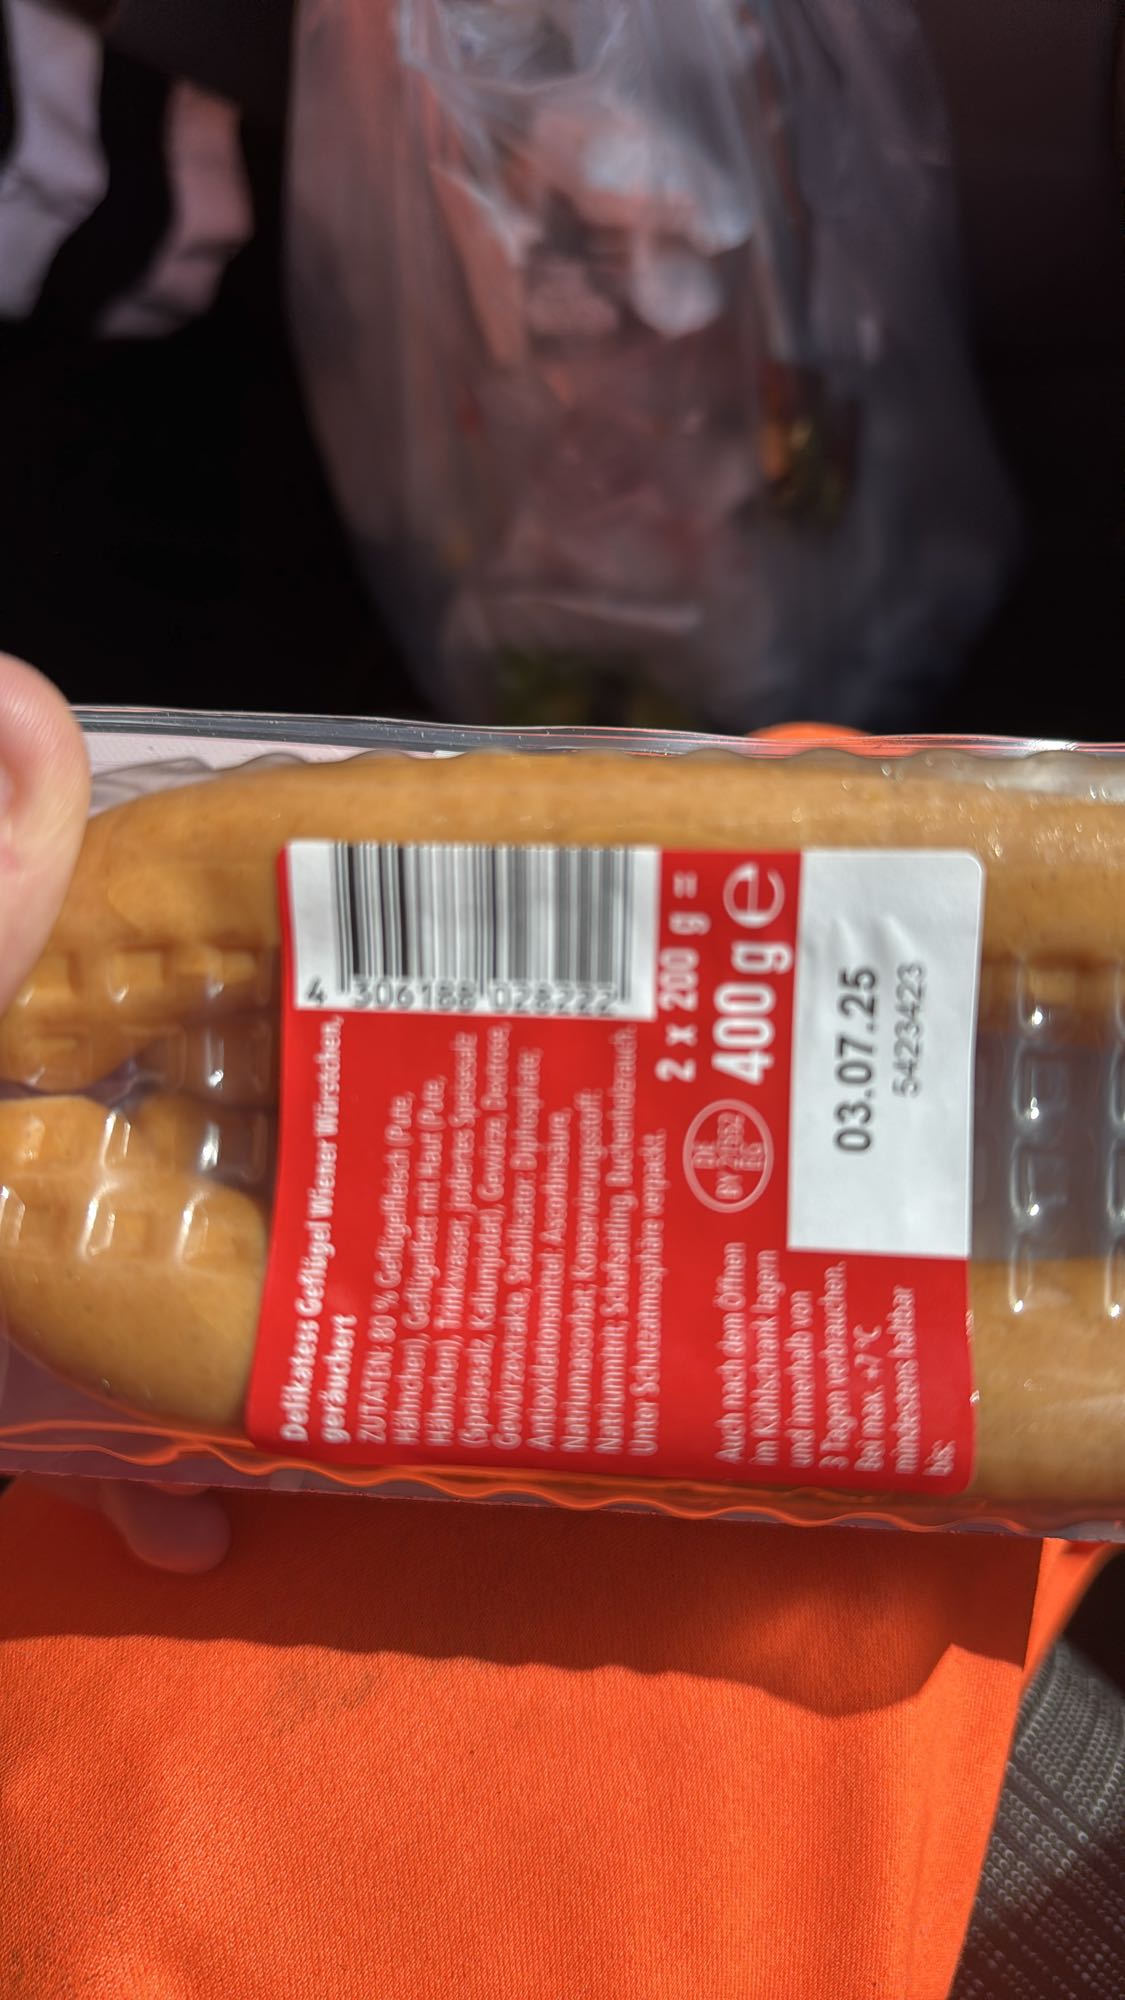 Delikatess Geflügel Wiener Würstchen,
geräuchert
ZUTATEN: 80 % Geflügelfleisch (Pute,
Hähnchen), Geflügelfett mit Haut (Pute,
Hähnchen), Trinkwasser, jodiertes Speisesalz
(Speisesalz, Kaliumjodat), Gewürze, Dextrose,
Gewürzextrakte, Stabilisator: Diphosphate;
Antioxidationsmittel: Ascorbinsäure,
Natriumascorbat; Konservierungsstoff:
Natriumnitrit; Schafsaitling, Buchenholzrauch.
Unter Schutzatmosphäre verpackt.
4 306188 028222
Auch nach dem Öffnen
im Kühlschrank lagern
und innerhalb von
3 Tagen verbrauchen.
Bei max. +7 °C
mindestens haltbar
bis:
DE
BY
EG
2 x 200 g =
400 g e
03.07.25
5423423